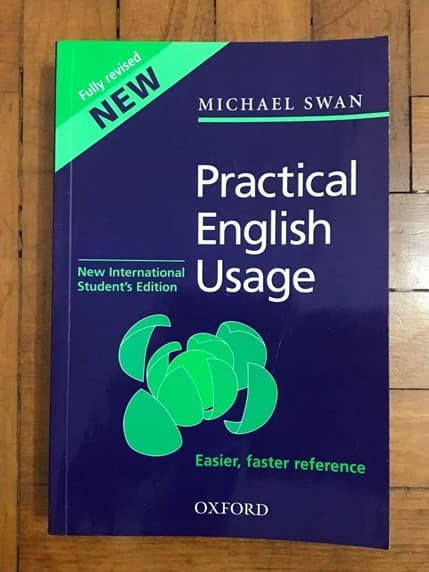 Fully revised
NEW
MICHAEL SWAN
Practical
English
Usage
New International
Student's Edition
Easier, faster reference
OXFORD